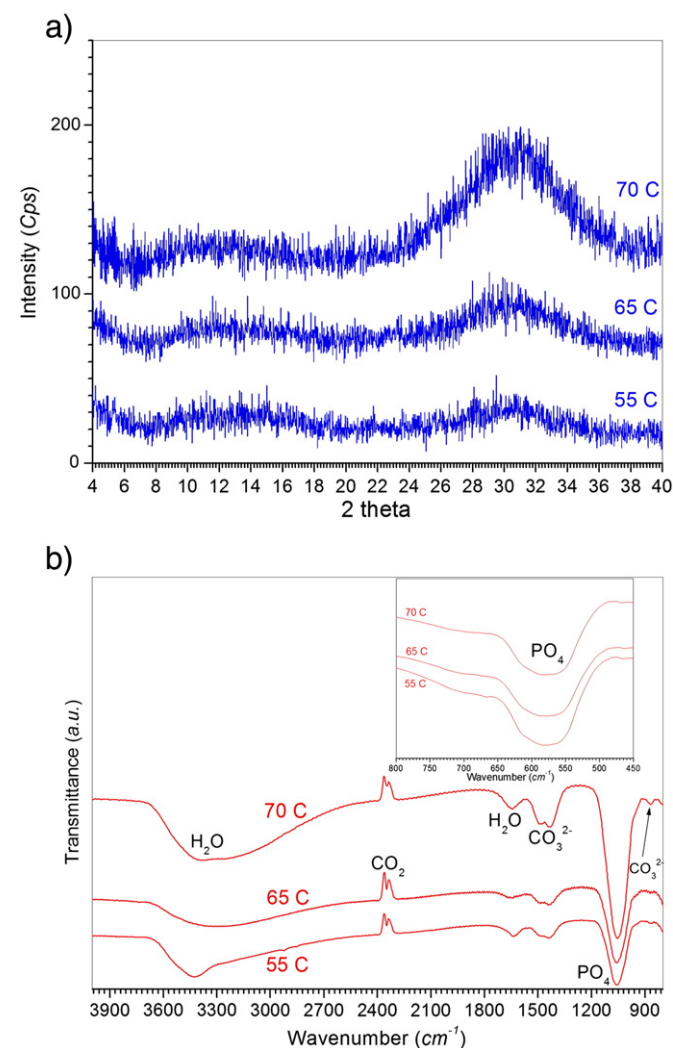 a)
200
100
0
Intensity (Cps)
70 C
65 C
55 C
4 6 8 10 12 14 16 18 20 22 24 26 28 30 32 34 36 38 40
2 theta
b)
Transmittance (a.u.)
70 C
65 C
55 C
PO₄
800 750 700 650 600 550 500 450
Wavenumber (cm⁻¹)
70 C
H₂O
CO₂
H₂O
CO₃²⁻
CO₃²⁻
65 C
55 C
PO₄
3900 3600 3300 3000 2700 2400 2100 1800 1500 1200 900
Wavenumber (cm⁻¹)